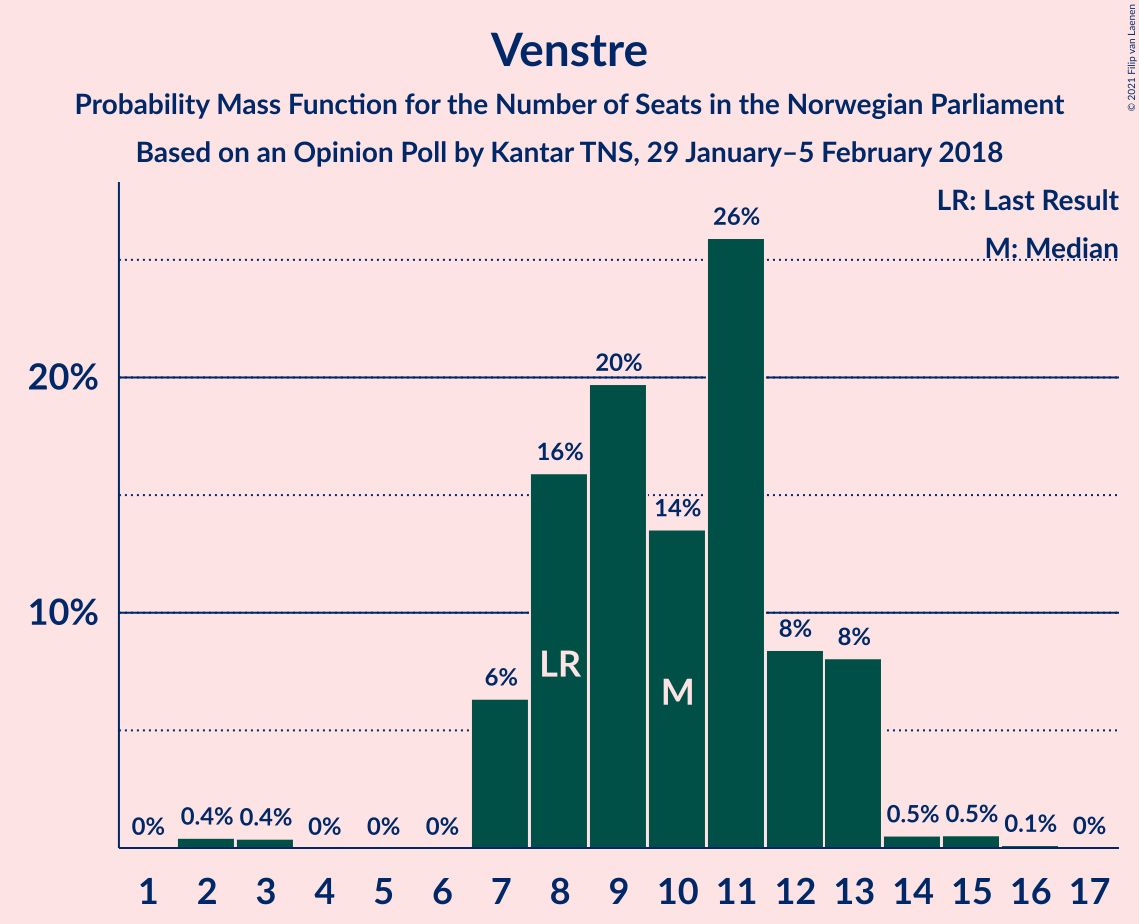 Venstre
Probability Mass Function for the Number of Seats in the Norwegian Parliament
Based on an Opinion Poll by Kantar TNS, 29 January–5 February 2018
© 2021 Filip van Laenen
LR: Last Result
M: Median
20%
10%
0%
0.4%
0.4%
0%
0%
0%
6%
16%
20%
14%
26%
8%
8%
0.5%
0.5%
0.1%
0%
LR
M
1 2 3 4 5 6 7 8 9 10 11 12 13 14 15 16 17